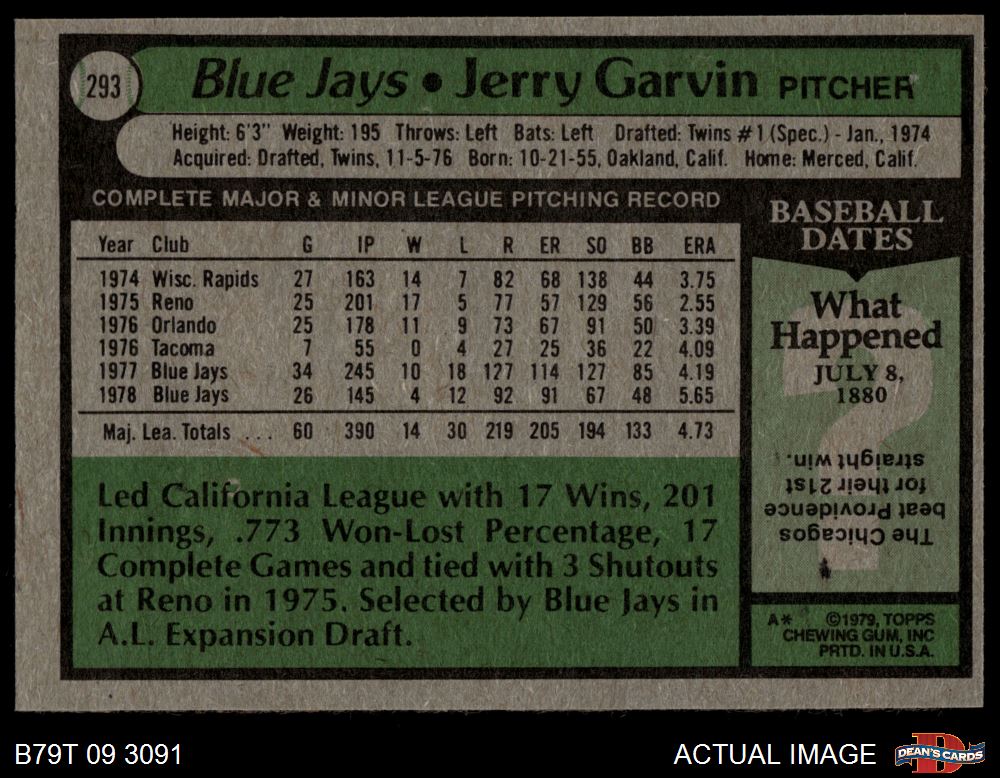 293
Blue Jays • Jerry Garvin PITCHER
Height: 6'3" Weight: 195 Throws: Left Bats: Left Drafted: Twins #1 (Spec.) - Jan., 1974
Acquired: Drafted, Twins, 11-5-76 Born: 10-21-55, Oakland, Calif. Home: Merced, Calif.
COMPLETE MAJOR & MINOR LEAGUE PITCHING RECORD
Year Club G IP W L R ER SO BB ERA
1974 Wisc. Rapids 27 163 14 7 82 68 138 44 3.75
1975 Reno 25 201 17 5 77 57 129 56 2.55
1976 Orlando 25 178 11 9 73 67 91 50 3.39
1976 Tacoma 7 55 0 4 27 25 36 22 4.09
1977 Blue Jays 34 245 10 18 127 114 127 85 4.19
1978 Blue Jays 26 145 4 12 92 91 67 48 5.65
Maj. Lea. Totals ... 60 390 14 30 219 205 194 133 4.73
Led California League with 17 Wins, 201
Innings, .773 Won-Lost Percentage, 17
Complete Games and tied with 3 Shutouts
at Reno in 1975. Selected by Blue Jays in
A.L. Expansion Draft.
BASEBALL
DATES
What
Happened
JULY 8,
1880
The Chicagos
beat Providence
for their 21st
straight win.
A* ©1979, TOPPS
CHEWING GUM, INC
PRTD. IN U.S.A.
B79T 09 3091
ACTUAL IMAGE
DEAN'S CARDS